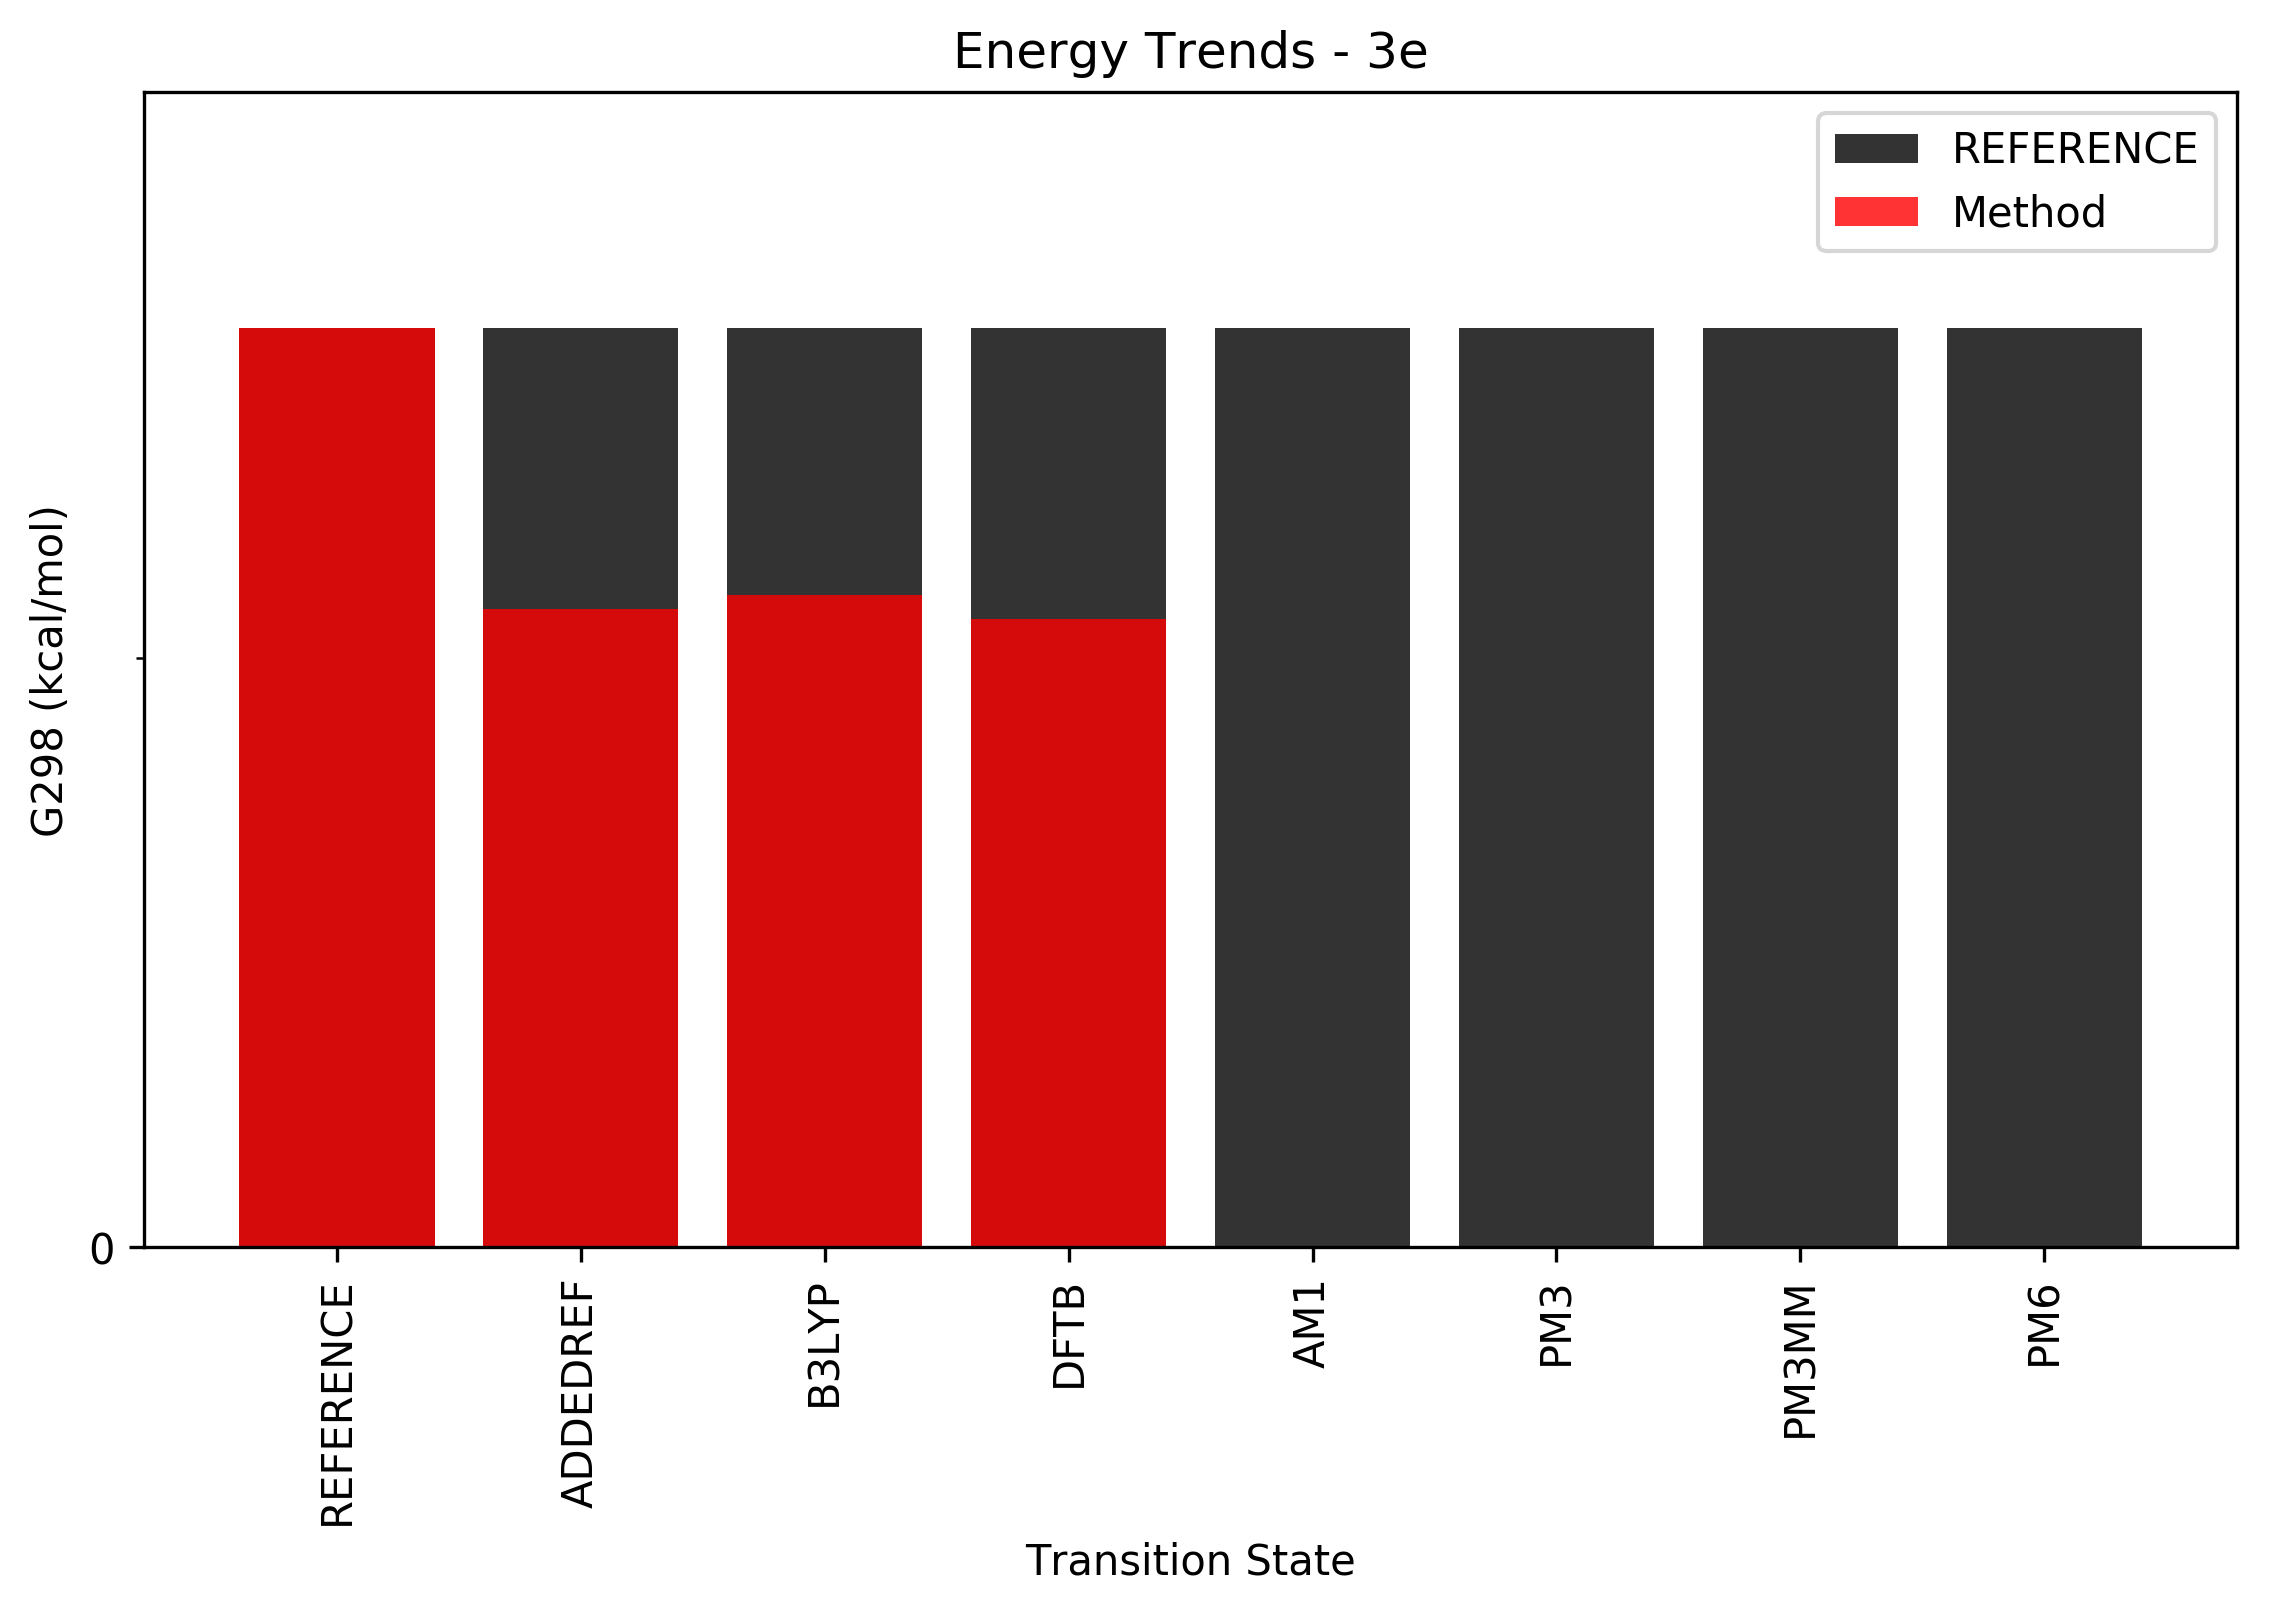 Energy Trends - 3e
REFERENCE
Method
G298 (kcal/mol)
0
REFERENCE
ADDEDREF
B3LYP
DFTB
AM1
PM3
PM3MM
PM6
Transition State